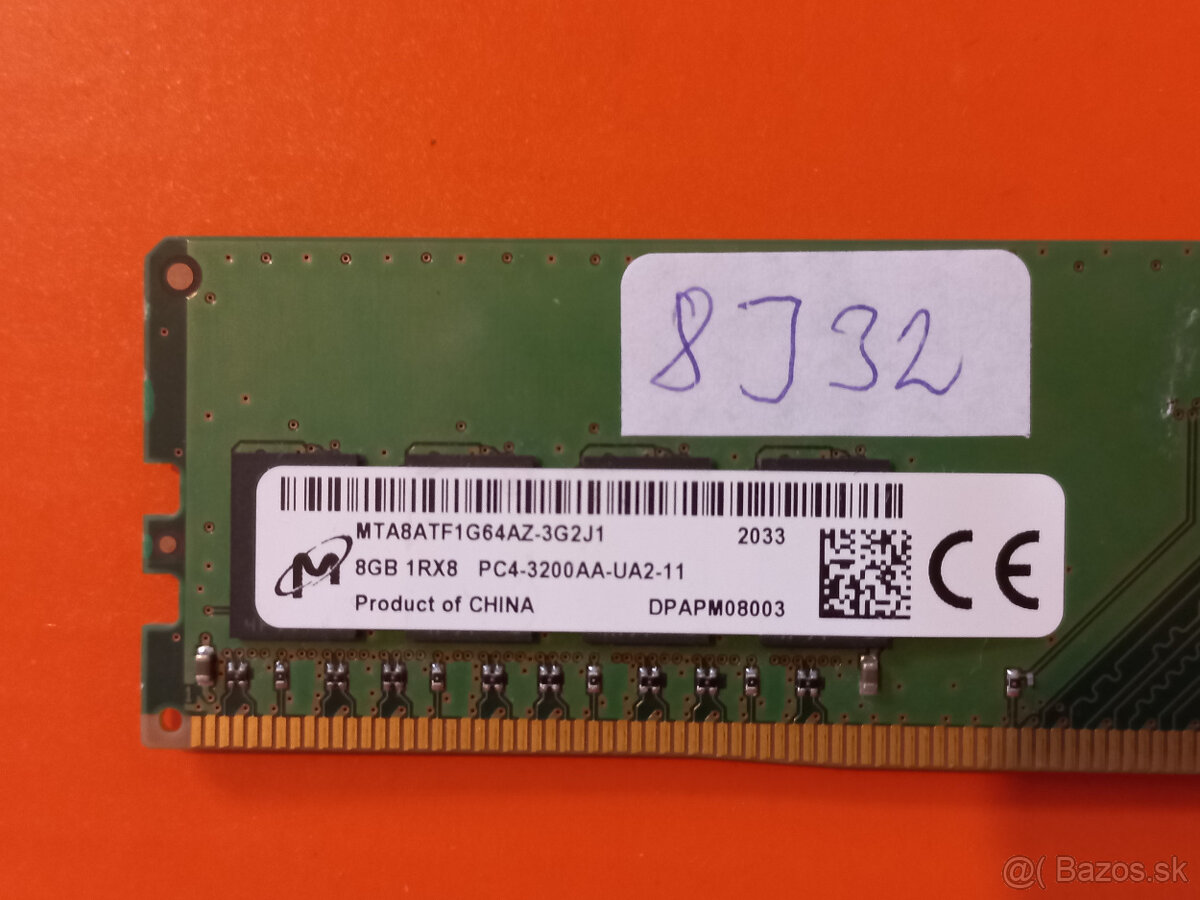 8J32
MTA8ATF1G64AZ-3G2J1 2033
8GB 1RX8 PC4-3200AA-UA2-11
Product of CHINA DPAPM08003
CE
@( Bazos.sk